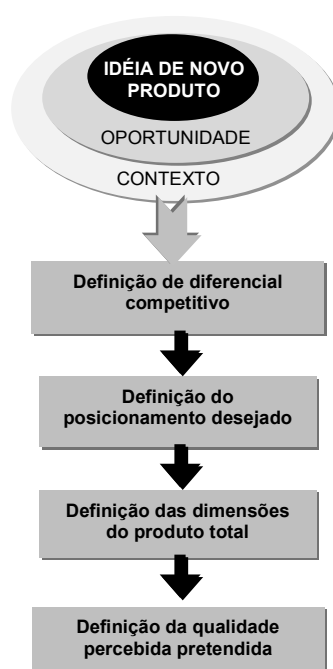 IDÉIA DE NOVO
PRODUTO
OPORTUNIDADE
CONTEXTO
Definição de diferencial
competitivo
Definição do
posicionamento desejado
Definição das dimensões
do produto total
Definição da qualidade
percebida pretendida